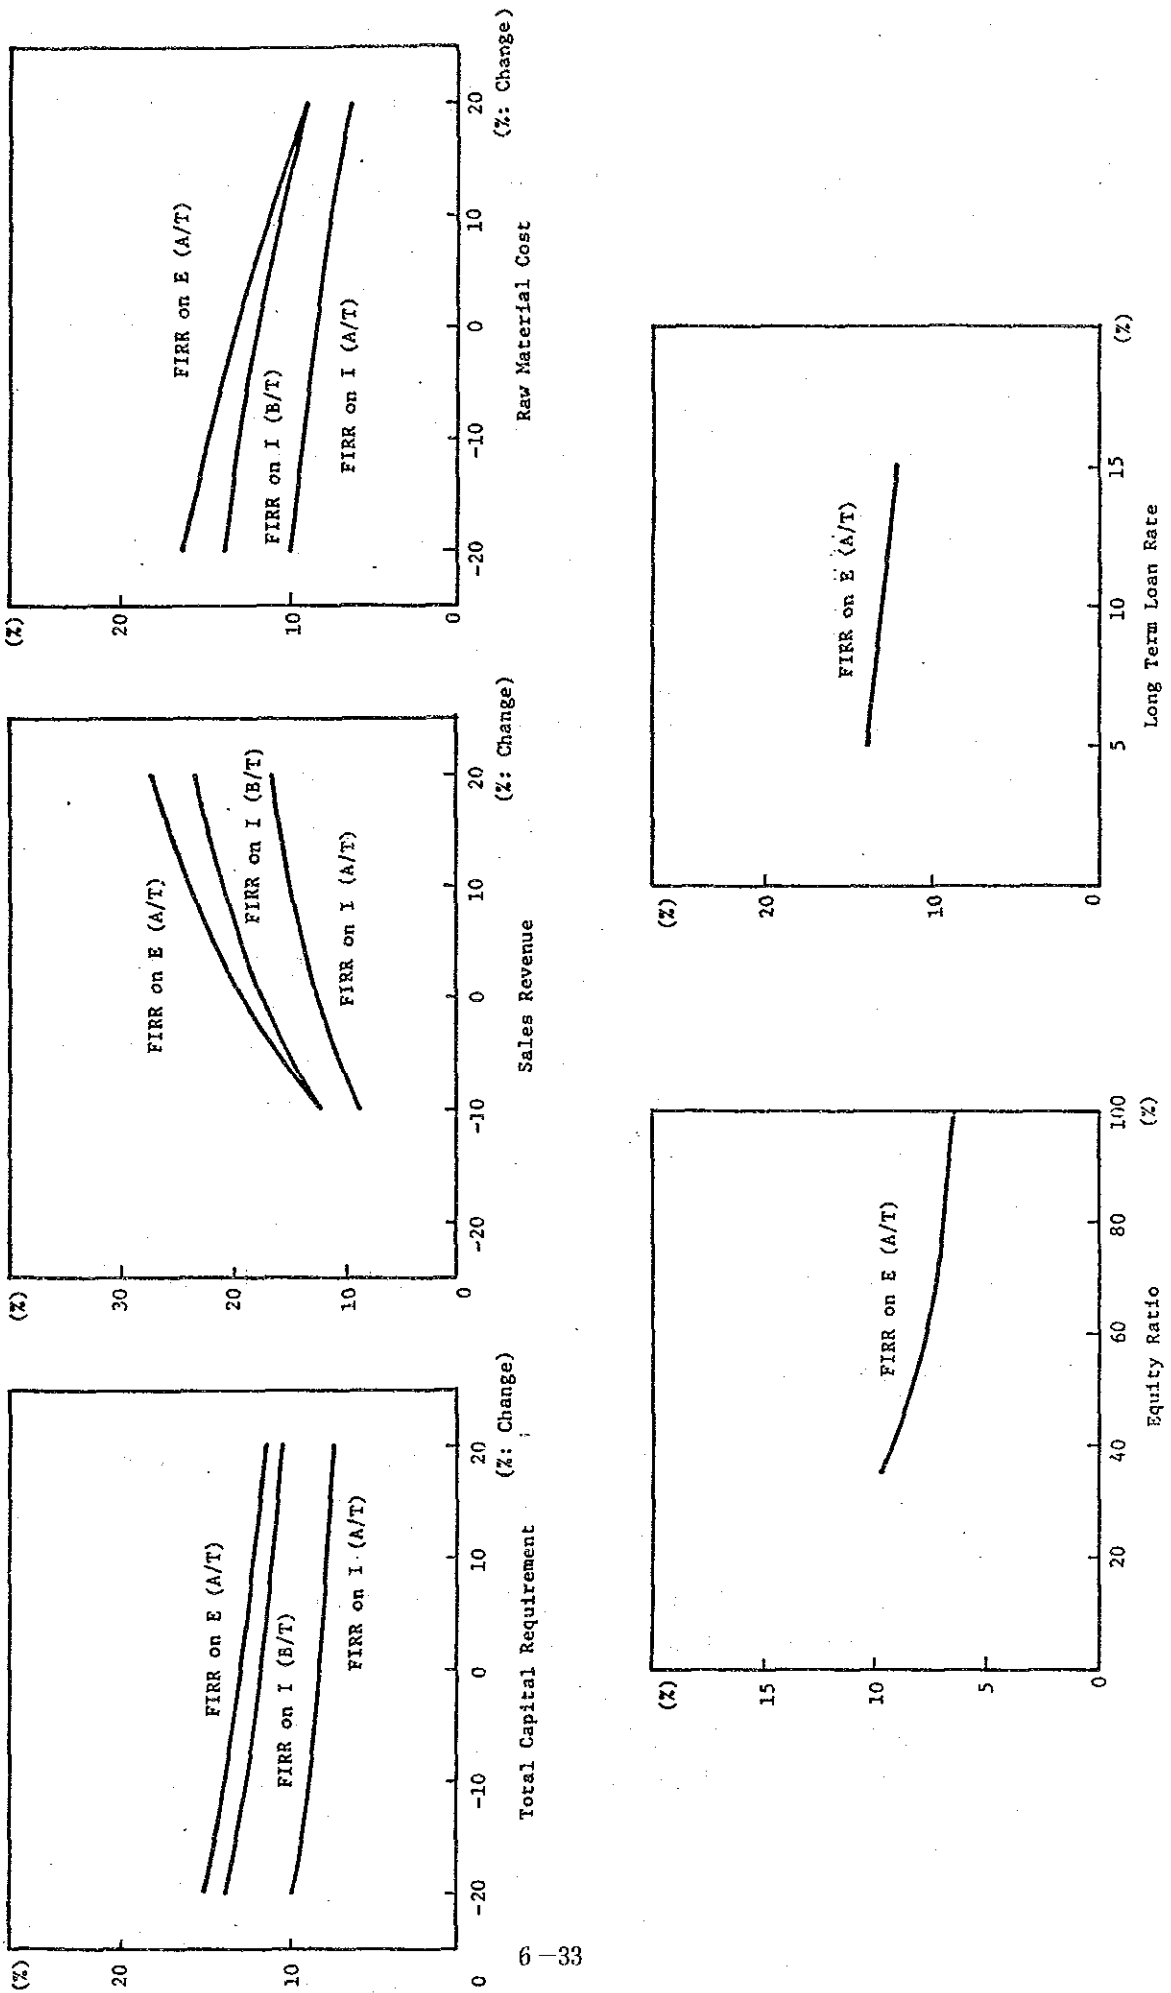 (%)
20
10
0
-20
-10
0
10
20
(%: Change)
Total Capital Requirement
FIRR on E (A/T)
FIRR on I (B/T)
FIRR on I (A/T)
(%)
30
20
10
0
-20
-10
0
10
20
(%: Change)
Sales Revenue
FIRR on E (A/T)
FIRR on I (B/T)
FIRR on I (A/T)
(%)
20
10
0
-20
-10
0
10
20
(%: Change)
Raw Material Cost
FIRR on E (A/T)
FIRR on I (B/T)
FIRR on I (A/T)
(%)
15
10
5
0
20
40
60
80
100
(%)
Equity Ratio
FIRR on E (A/T)
(%)
20
10
0
5
10
15
(%)
Long Term Loan Rate
FIRR on E (A/T)
6-33